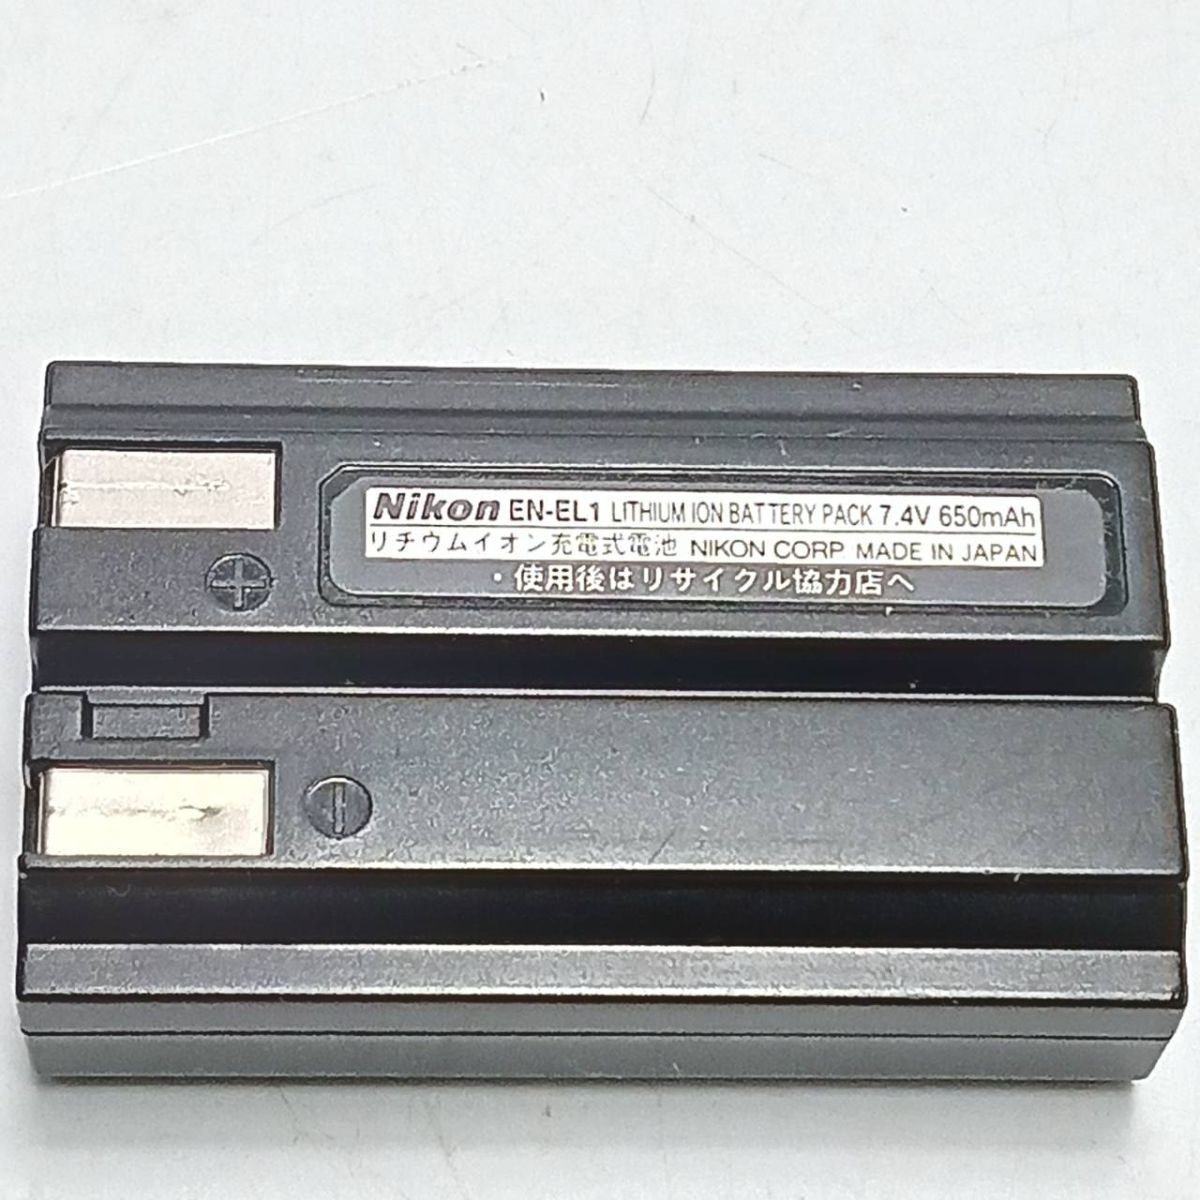 Nikon EN-EL1 LITHIUM ION BATTERY PACK 7.4V 650mAh
リチウムイオン充電式電池 NIKON CORP. MADE IN JAPAN
・使用後はリサイクル協力店へ
+
−